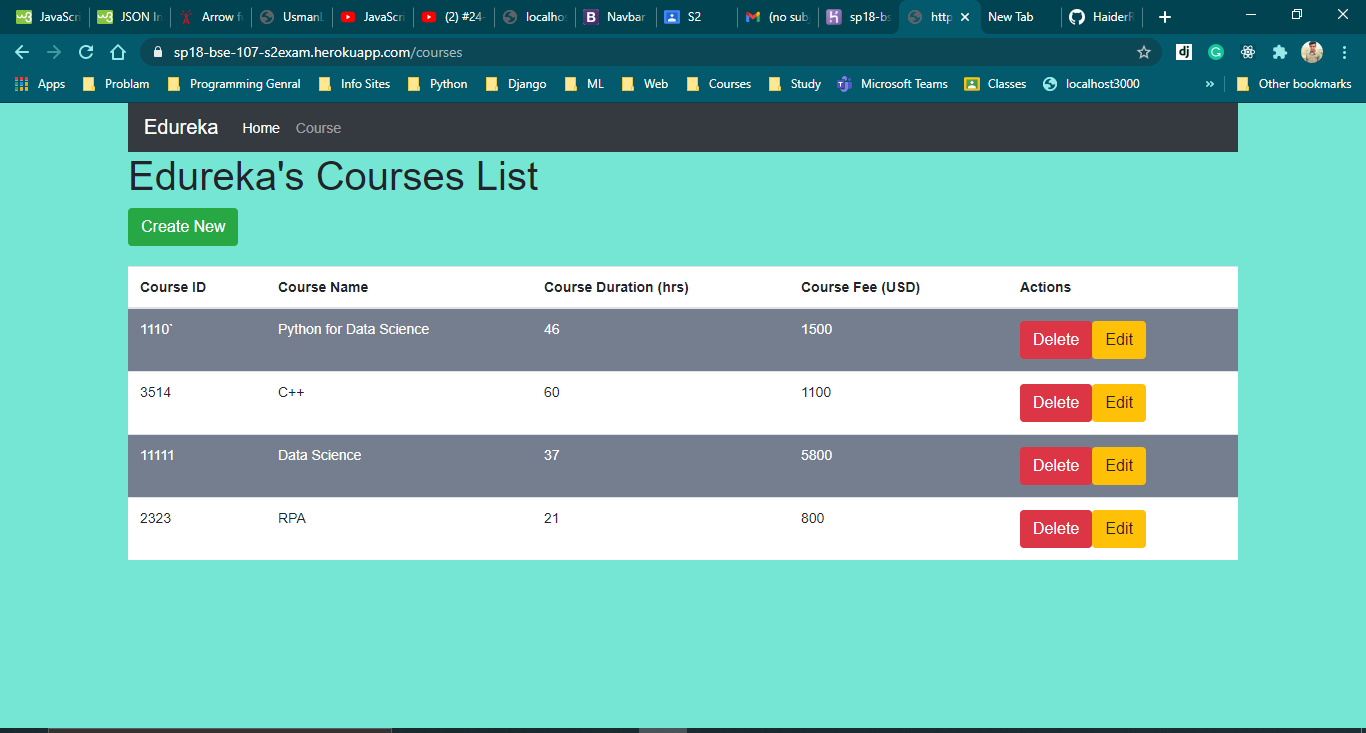 JavaScri JSON In Arrow f UsmanL JavaScri (2) #24- localhos Navbar S2 (no sub sp18-bs http New Tab HaiderR
sp18-bse-107-s2exam.herokuapp.com/courses
Apps Problam Programming Genral Info Sites Python Django ML Web Courses Study Microsoft Teams Classes localhost3000 » Other bookmarks
Edureka Home Course
Edureka's Courses List
Create New
Course ID Course Name Course Duration (hrs) Course Fee (USD) Actions
1110` Python for Data Science 46 1500 Delete Edit
3514 C++ 60 1100 Delete Edit
11111 Data Science 37 5800 Delete Edit
2323 RPA 21 800 Delete Edit